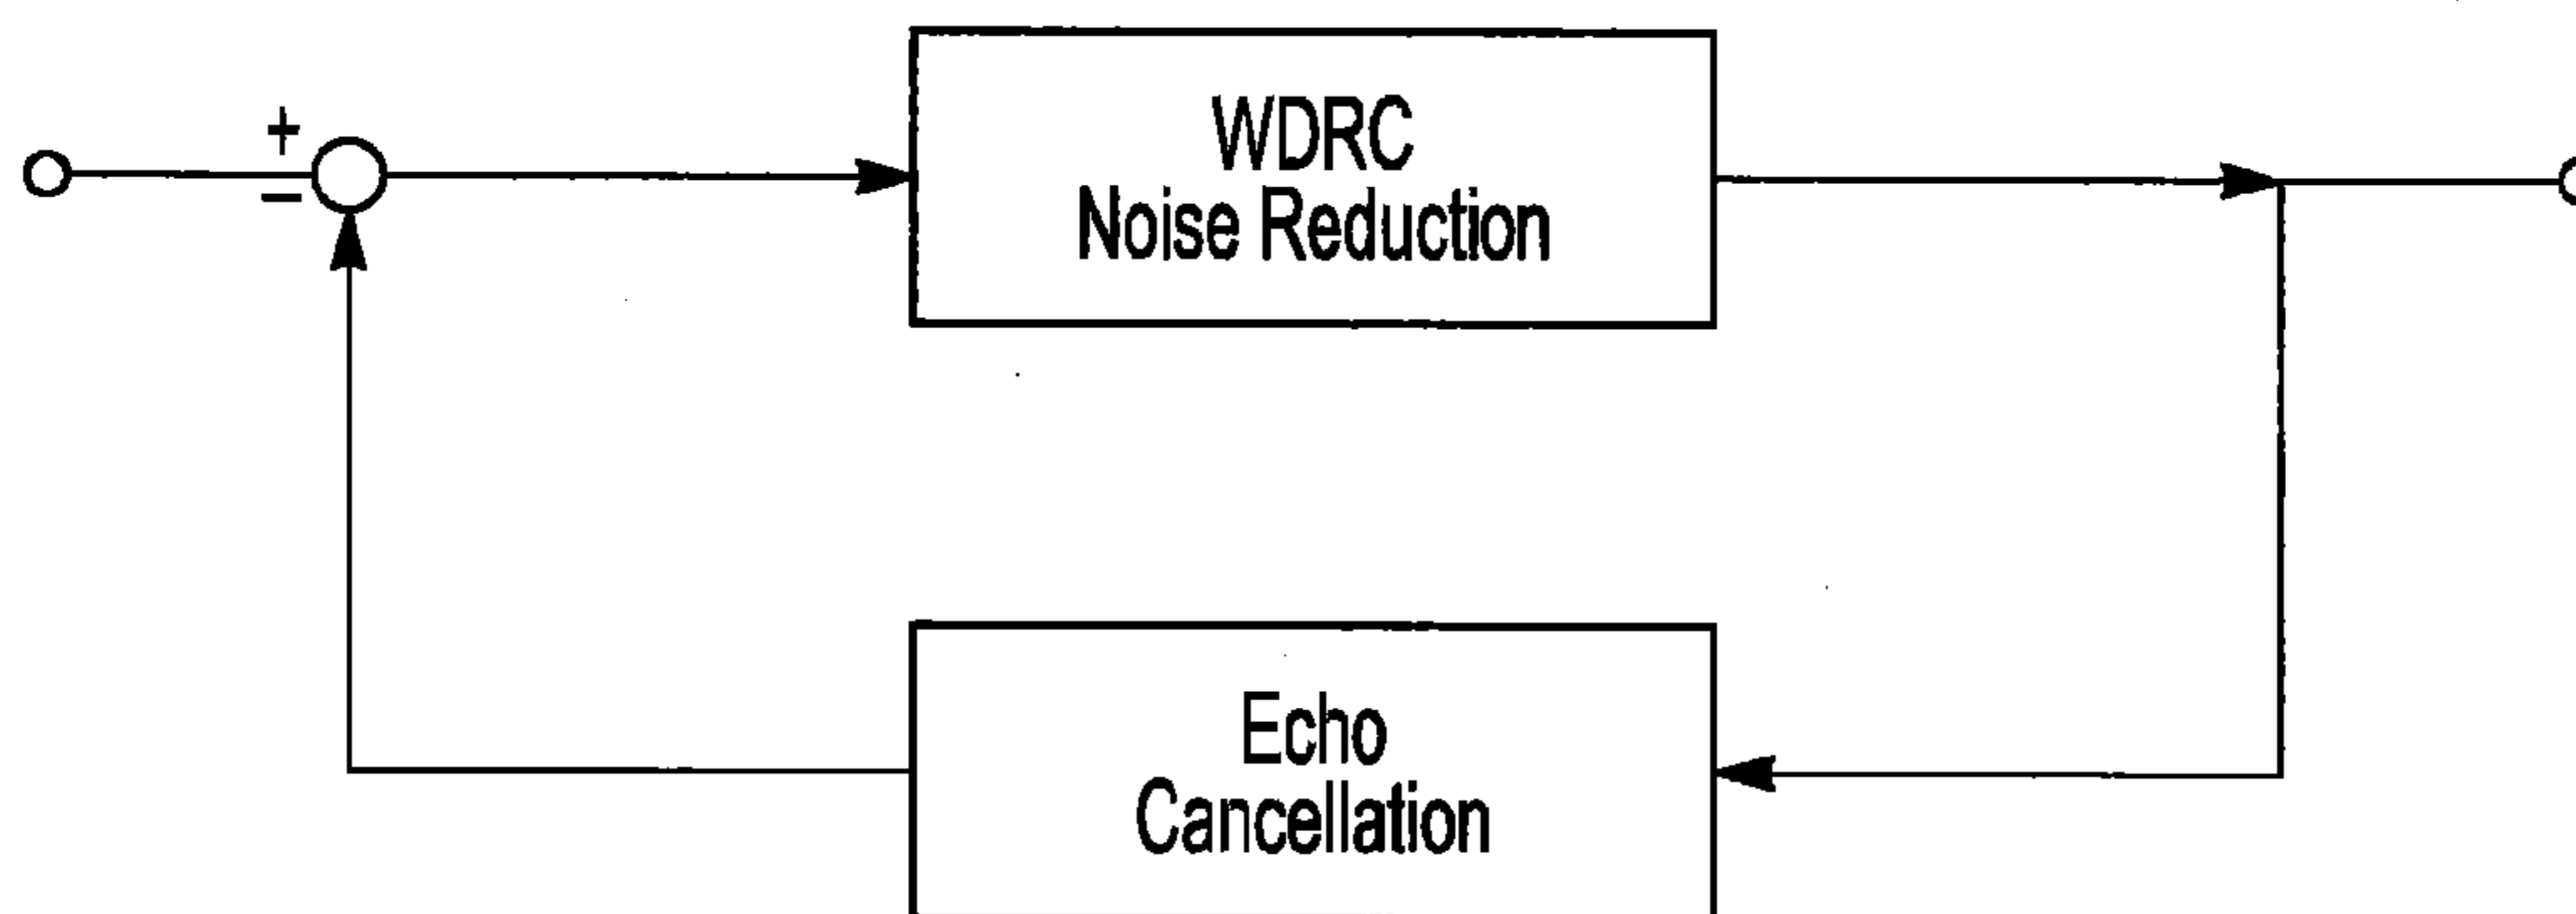 +
−
WDRC
Noise Reduction
Echo
Cancellation